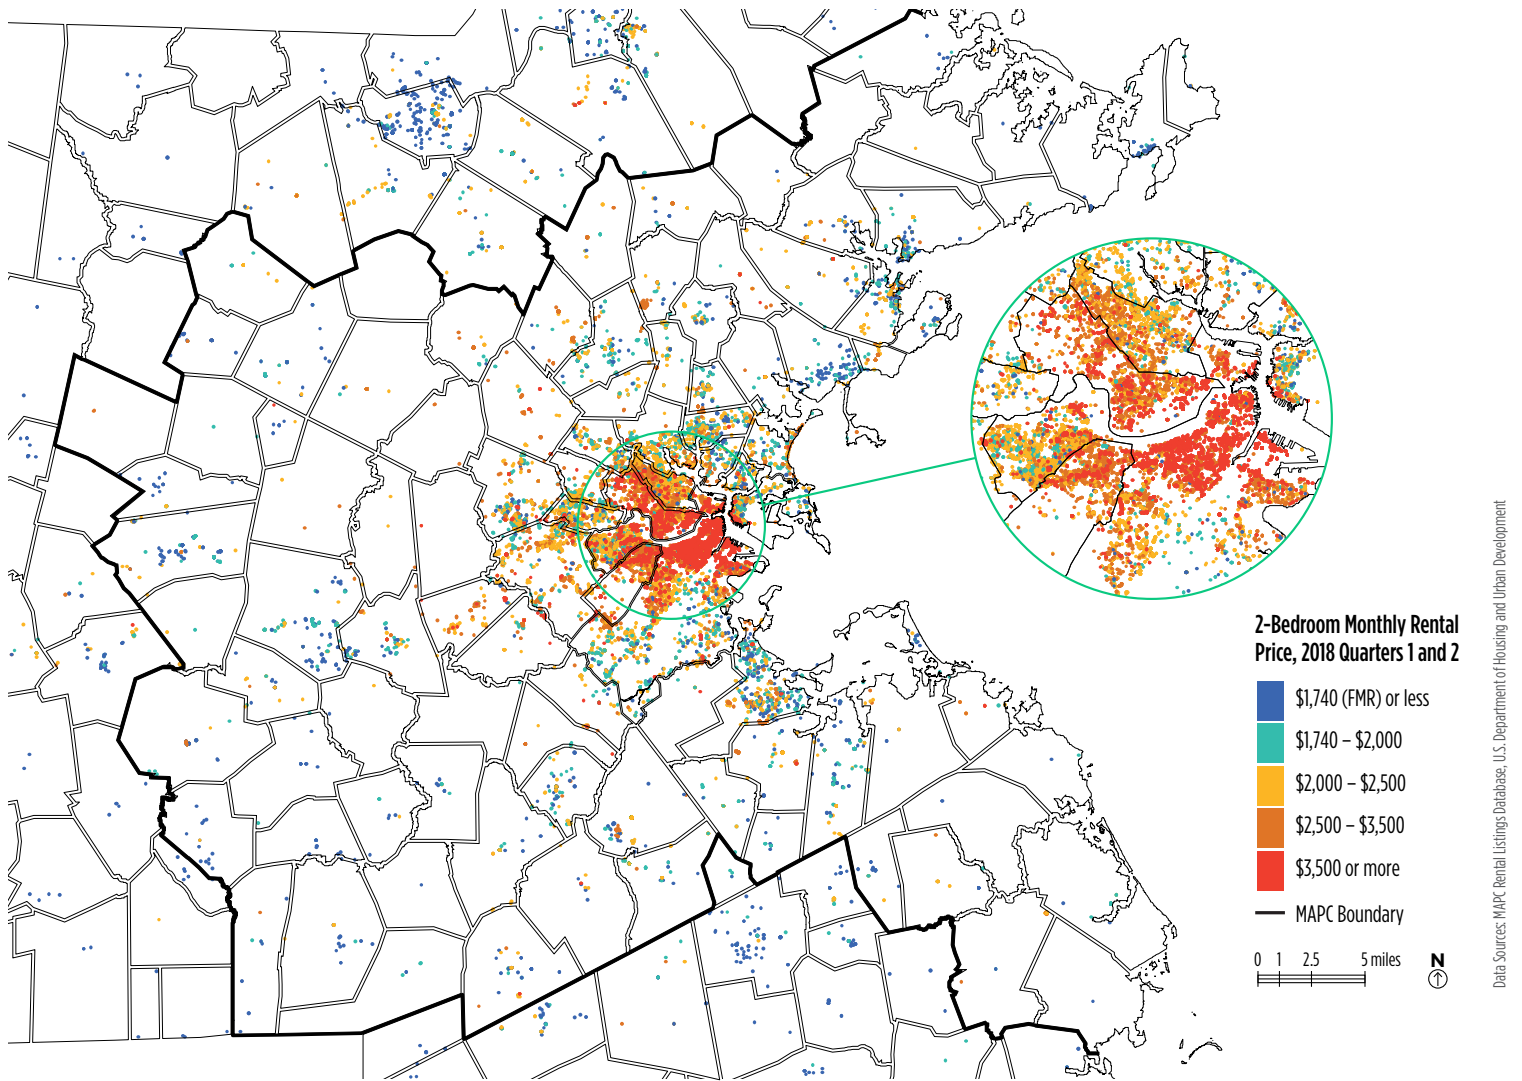 2-Bedroom Monthly Rental
Price, 2018 Quarters 1 and 2
$1,740 (FMR) or less
$1,740 – $2,000
$2,000 – $2,500
$2,500 – $3,500
$3,500 or more
MAPC Boundary
0 1 2.5 5 miles
N
Data Sources: MAPC Rental Listings Database, U.S. Department of Housing and Urban Development